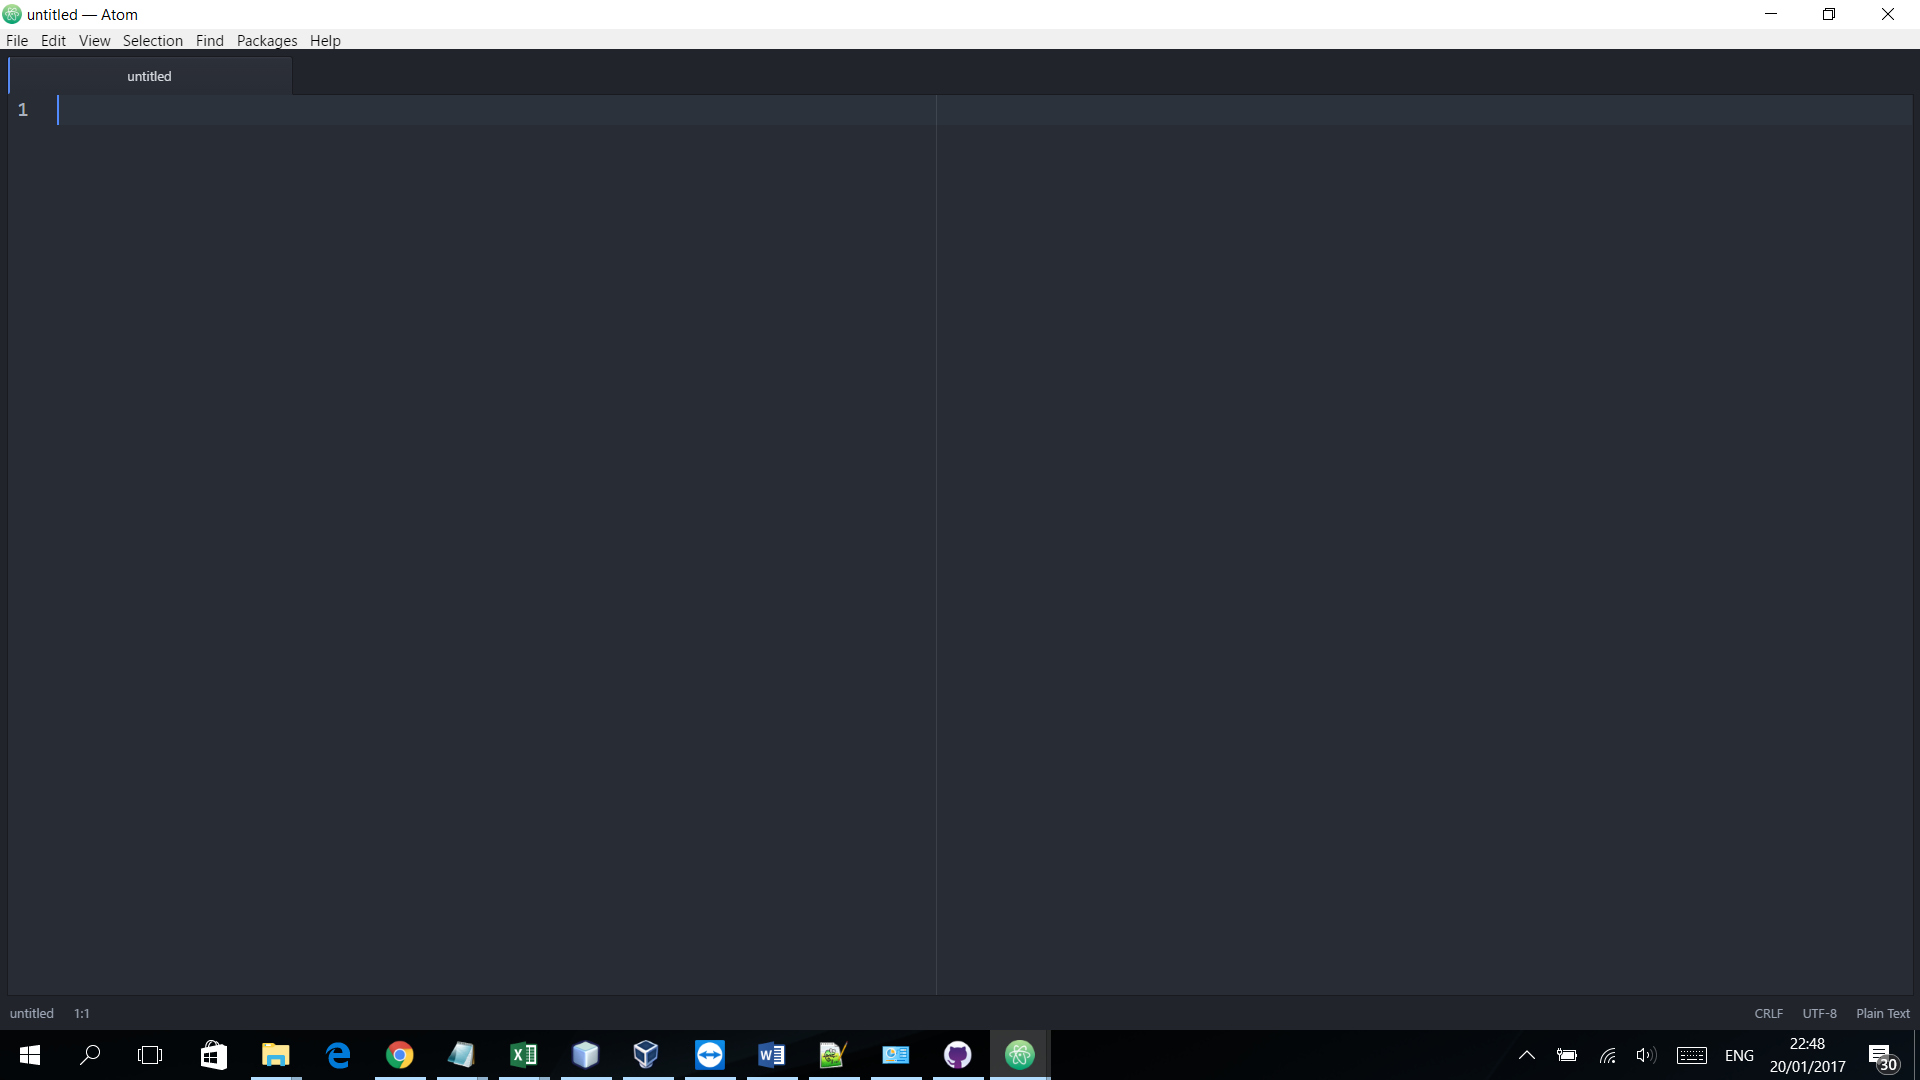 untitled — Atom
File Edit View Selection Find Packages Help
untitled
1
untitled 1:1 CRLF UTF-8 Plain Text
ENG 22:48
20/01/2017
30